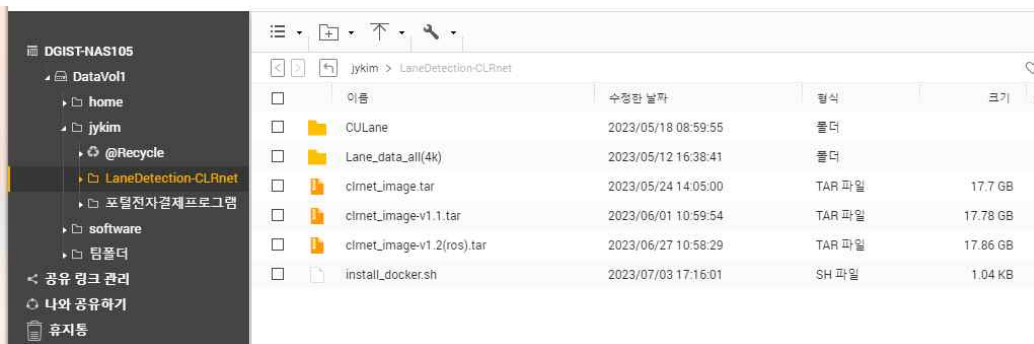 DGIST-NAS105
DataVol1
home
jykim
@Recycle
LaneDetection-CLRnet
포털전자결제프로그램
software
팀폴더
공유 링크 관리
나와 공유하기
휴지통
jykim > LaneDetection-CLRnet
이름 수정한 날짜 형식 크기
CULane 2023/05/18 08:59:55 폴더
Lane_data_all(4k) 2023/05/12 16:38:41 폴더
clrnet_image.tar 2023/05/24 14:05:00 TAR 파일 17.7 GB
clrnet_image-v1.1.tar 2023/06/01 10:59:54 TAR 파일 17.78 GB
clrnet_image-v1.2(ros).tar 2023/06/27 10:58:29 TAR 파일 17.86 GB
install_docker.sh 2023/07/03 17:16:01 SH 파일 1.04 KB